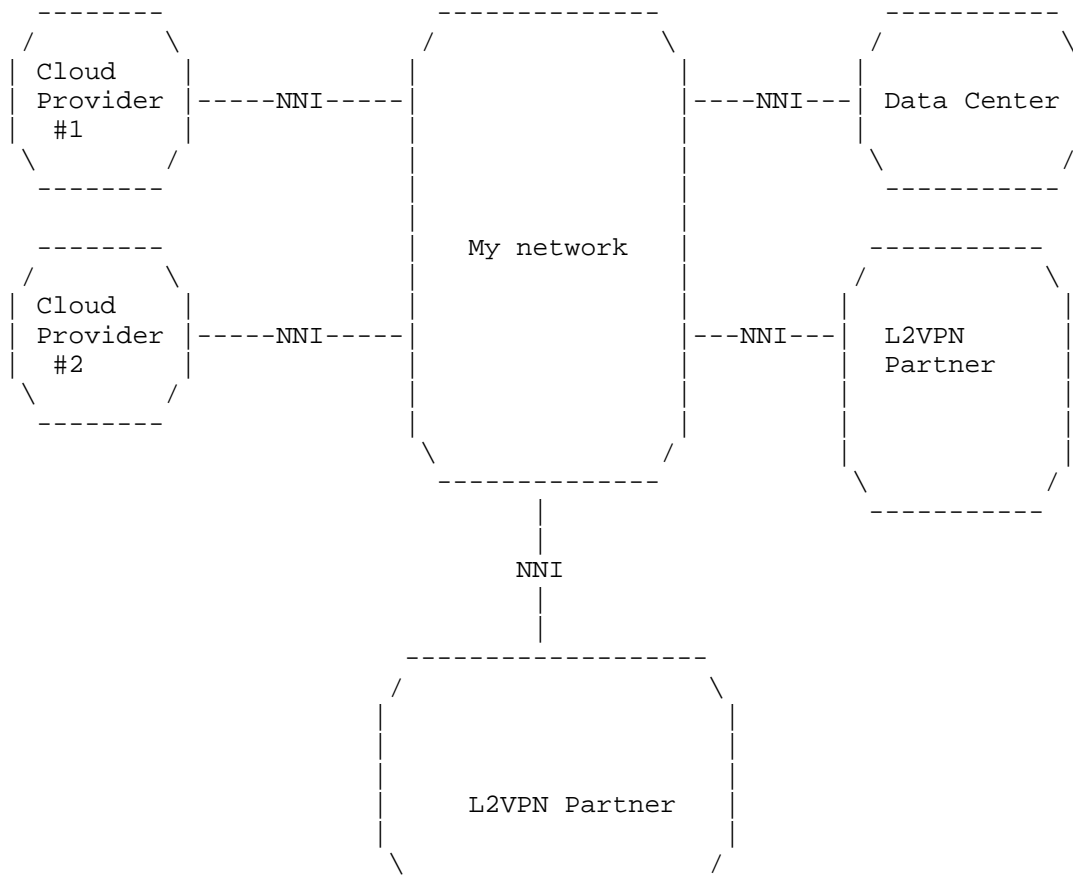 Cloud
Provider
#1
NNI
NNI
Data Center
My network
Cloud
Provider
#2
NNI
NNI
L2VPN
Partner
NNI
L2VPN Partner